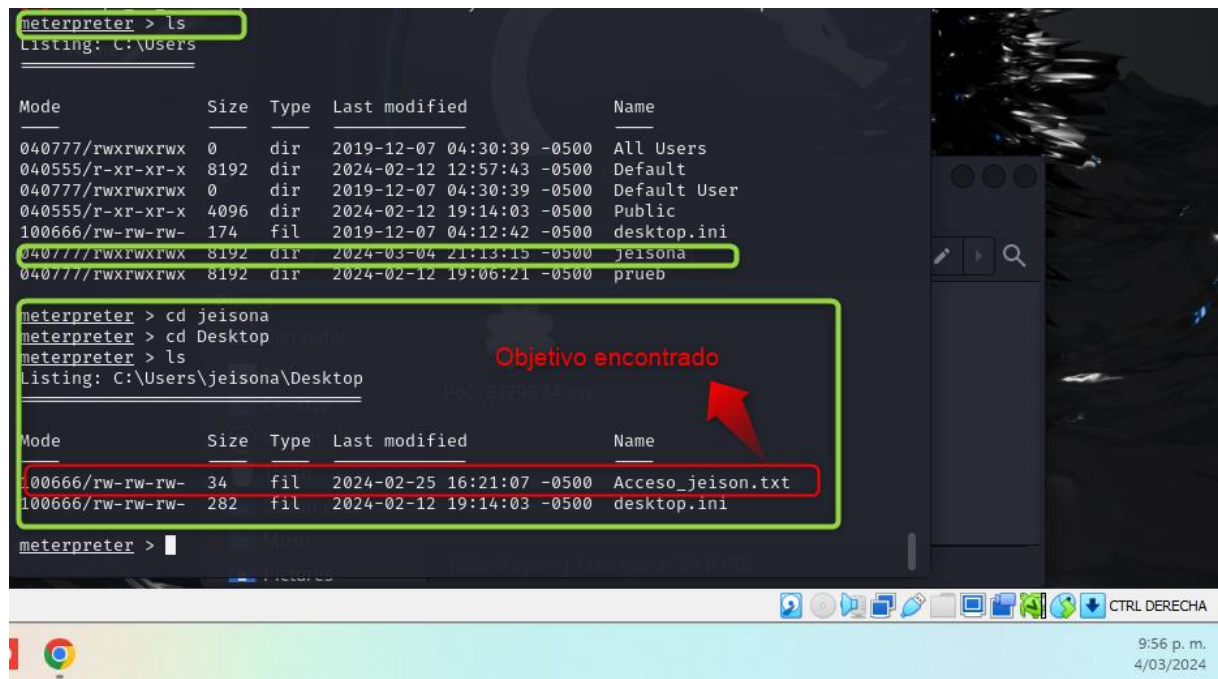 meterpreter > ls
Listing: C:\Users
Mode Size Type Last modified Name
040777/rwxrwxrwx 0 dir 2019-12-07 04:30:39 -0500 All Users
040555/r-xr-xr-x 8192 dir 2024-02-12 12:57:43 -0500 Default
040777/rwxrwxrwx 0 dir 2019-12-07 04:30:39 -0500 Default User
040555/r-xr-xr-x 4096 dir 2024-02-12 19:14:03 -0500 Public
100666/rw-rw-rw- 174 fil 2019-12-07 04:12:42 -0500 desktop.ini
040777/rwxrwxrwx 8192 dir 2024-03-04 21:13:15 -0500 jeisona
040777/rwxrwxrwx 8192 dir 2024-02-12 19:06:21 -0500 prueb
meterpreter > cd jeisona
meterpreter > cd Desktop
meterpreter > ls
Objetivo encontrado
Listing: C:\Users\jeisona\Desktop
Mode Size Type Last modified Name
100666/rw-rw-rw- 34 fil 2024-02-25 16:21:07 -0500 Acceso_jeison.txt
100666/rw-rw-rw- 282 fil 2024-02-12 19:14:03 -0500 desktop.ini
meterpreter >
Music
Pictures
CTRL DERECHA
9:56 p. m.
4/03/2024